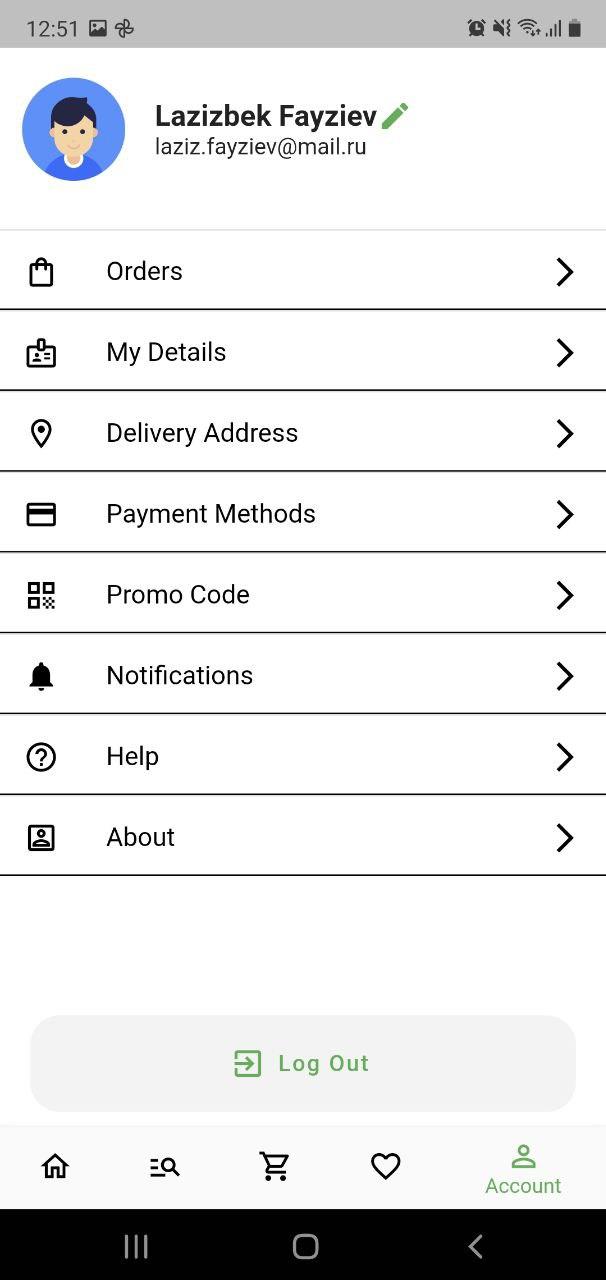 12:51
Lazizbek Fayziev
laziz.fayziev@mail.ru
Orders
My Details
Delivery Address
Payment Methods
Promo Code
Notifications
Help
About
Log Out
Account